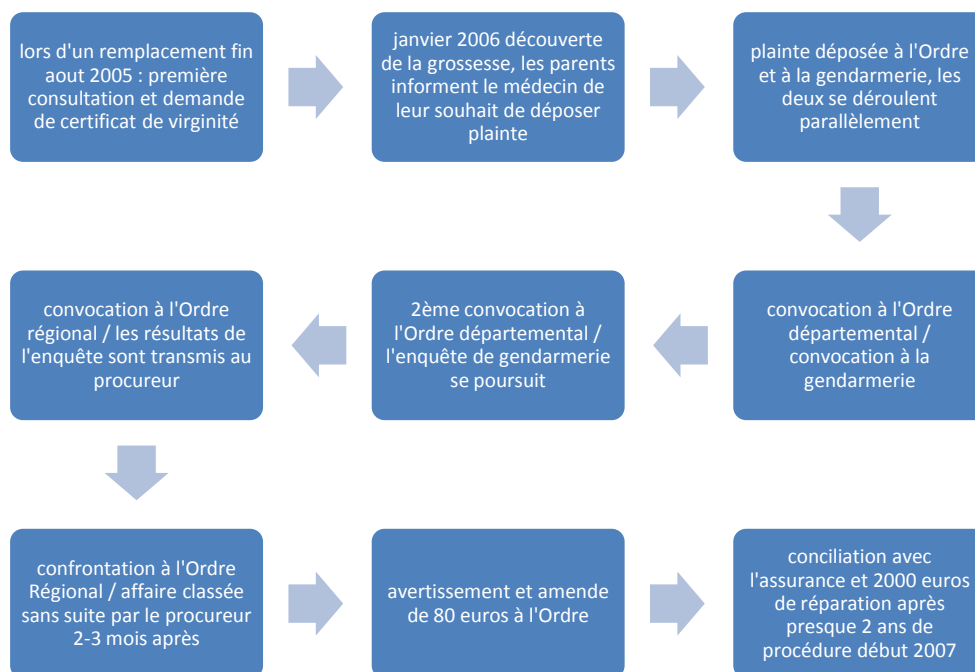 lors d'un remplacement fin
aout 2005 : première
consultation et demande
de certificat de virginité
janvier 2006 découverte
de la grossesse, les parents
informent le médecin de
leur souhait de déposer
plainte
plainte déposée à l'Ordre
et à la gendarmerie, les
deux se déroulent
parallèlement
convocation à l'Ordre
départemental /
convocation à la
gendarmerie
2ème convocation à
l'Ordre départemental /
l'enquête de gendarmerie
se poursuit
convocation à l'Ordre
régional / les résultats de
l'enquête sont transmis au
procureur
confrontation à l'Ordre
Régional / affaire classée
sans suite par le procureur
2-3 mois après
avertissement et amende
de 80 euros à l'Ordre
conciliation avec
l'assurance et 2000 euros
de réparation après
presque 2 ans de
procédure début 2007